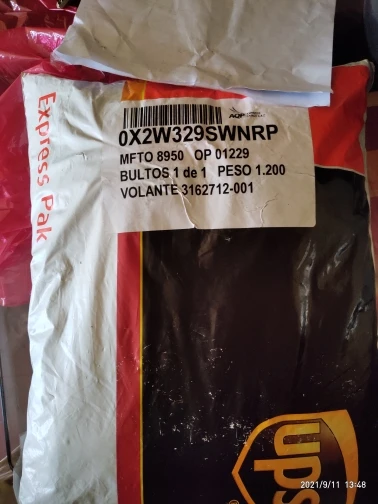 Express Pak
AQP
0X2W329SWNRP
MFTO 8950 OP 01229
BULTOS 1 de 1 PESO 1.200
VOLANTE 3162712-001
ups
®
2021/9/11 13:48